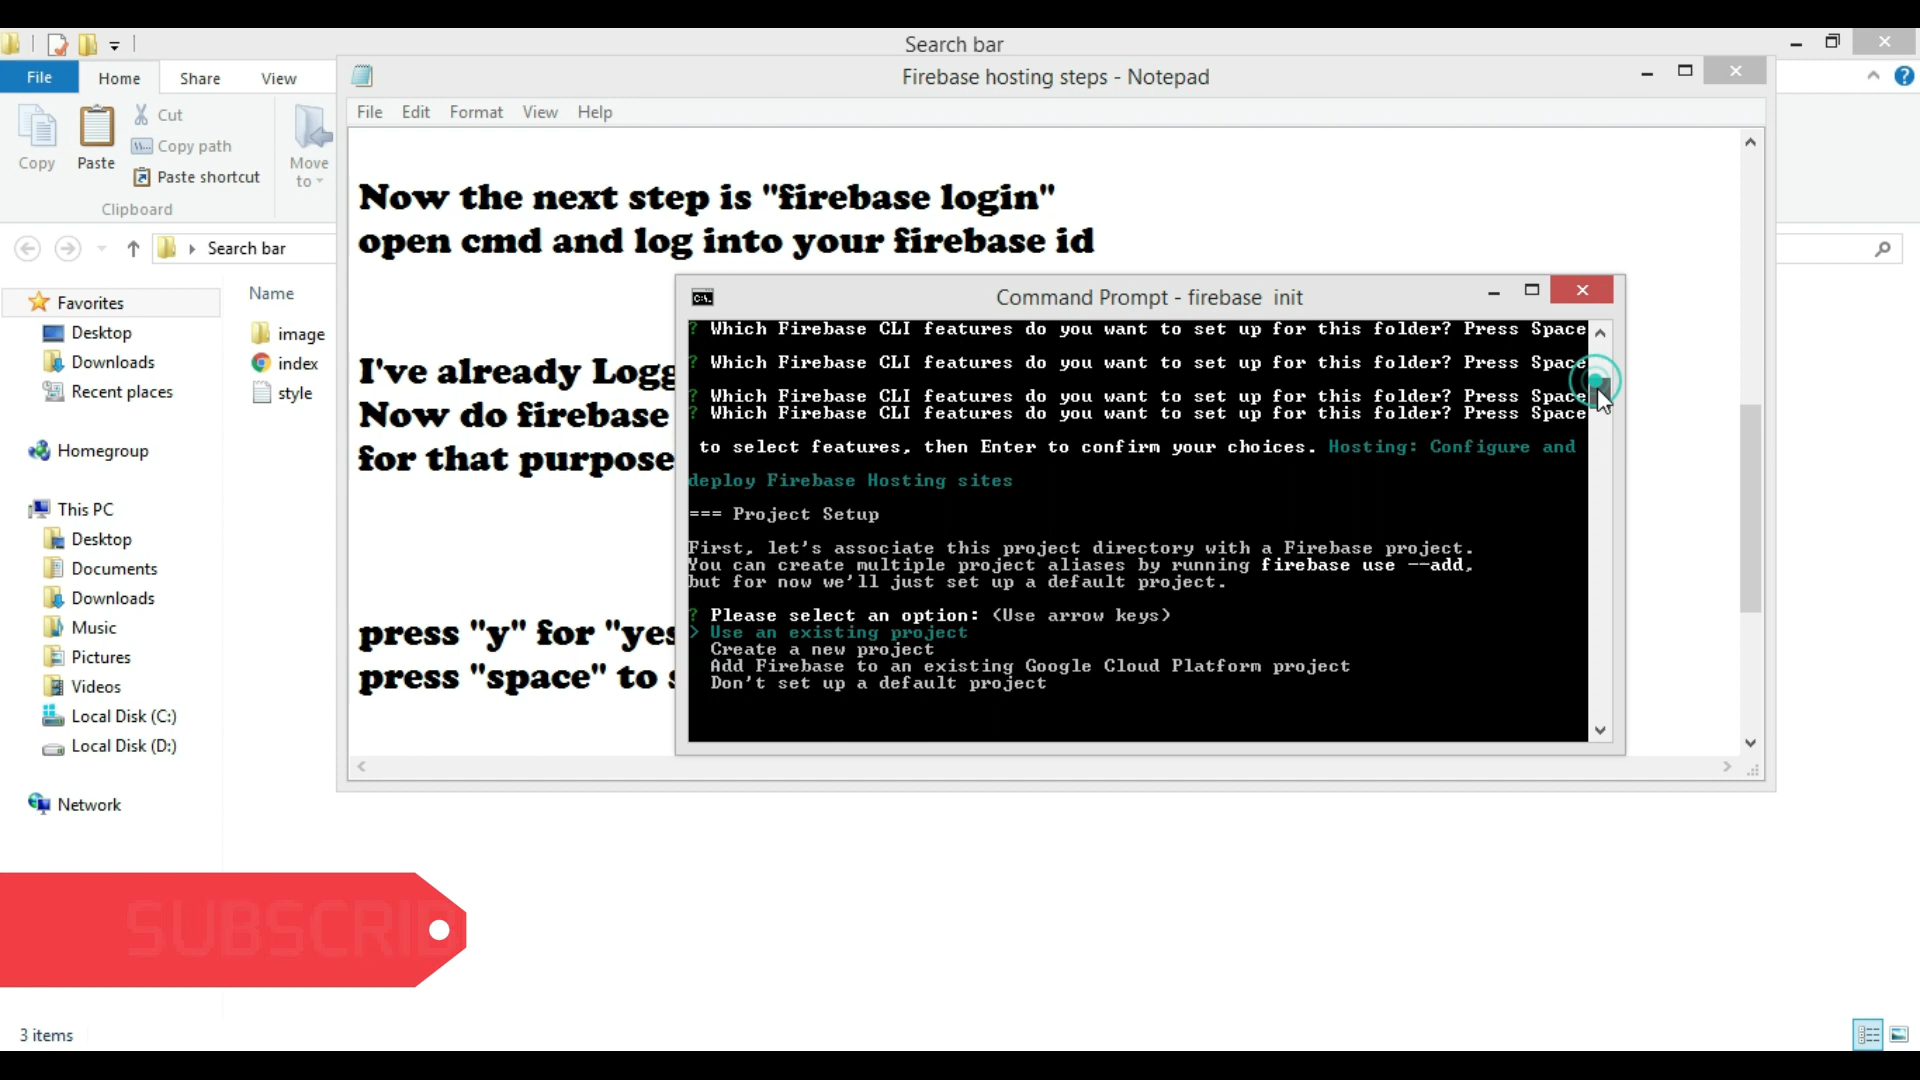 Search bar
File
Home
Share
View
Copy
Paste
Cut
Copy path
Paste shortcut
Move
to
Clipboard
Search bar
Favorites
Desktop
Downloads
Recent places
Homegroup
This PC
Desktop
Documents
Downloads
Music
Pictures
Videos
Local Disk (C:)
Local Disk (D:)
Network
Name
image
index
style
3 items
Firebase hosting steps - Notepad
File Edit Format View Help
Now the next step is "firebase login"
open cmd and log into your firebase id
I've already Logg
Now do firebase
for that purpose
press "y" for "yes
press "space" to s
Command Prompt - firebase init
? Which Firebase CLI features do you want to set up for this folder? Press Space
? Which Firebase CLI features do you want to set up for this folder? Press Space
? Which Firebase CLI features do you want to set up for this folder? Press Space
? Which Firebase CLI features do you want to set up for this folder? Press Space
to select features, then Enter to confirm your choices. Hosting: Configure and
deploy Firebase Hosting sites
=== Project Setup
First, let's associate this project directory with a Firebase project.
You can create multiple project aliases by running firebase use --add,
but for now we'll just set up a default project.
? Please select an option: (Use arrow keys)
> Use an existing project
Create a new project
Add Firebase to an existing Google Cloud Platform project
Don't set up a default project
SUBSCRIB